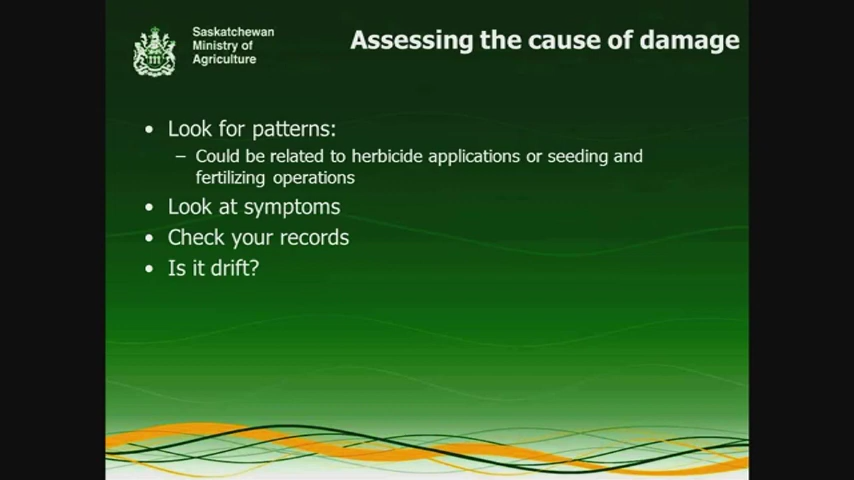 Saskatchewan
Ministry of
Agriculture
Assessing the cause of damage
• Look for patterns:
– Could be related to herbicide applications or seeding and
fertilizing operations
• Look at symptoms
• Check your records
• Is it drift?